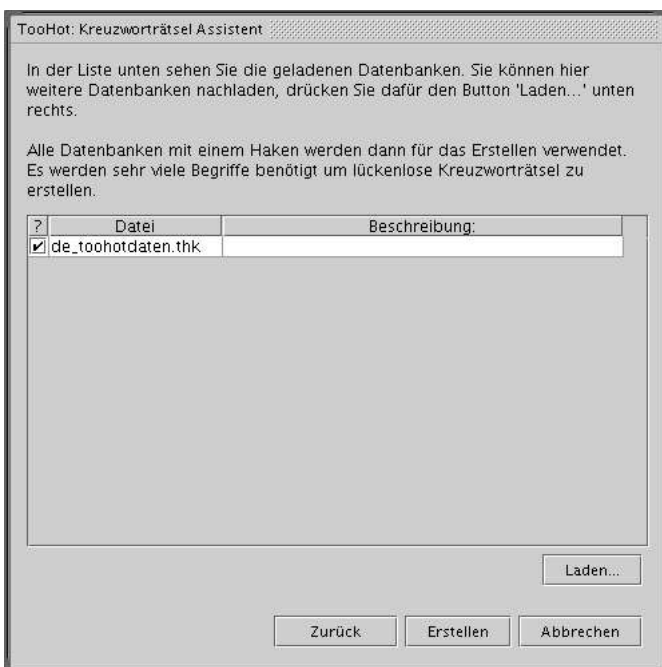 TooHot: Kreuzworträtsel Assistent
In der Liste unten sehen Sie die geladenen Datenbanken. Sie können hier
weitere Datenbanken nachladen, drücken Sie dafür den Button 'Laden...' unten
rechts.
Alle Datenbanken mit einem Haken werden dann für das Erstellen verwendet.
Es werden sehr viele Begriffe benötigt um lückenlose Kreuzworträtsel zu
erstellen.
? Datei Beschreibung:
de_toohotdaten.thk
Laden...
Zurück Erstellen Abbrechen